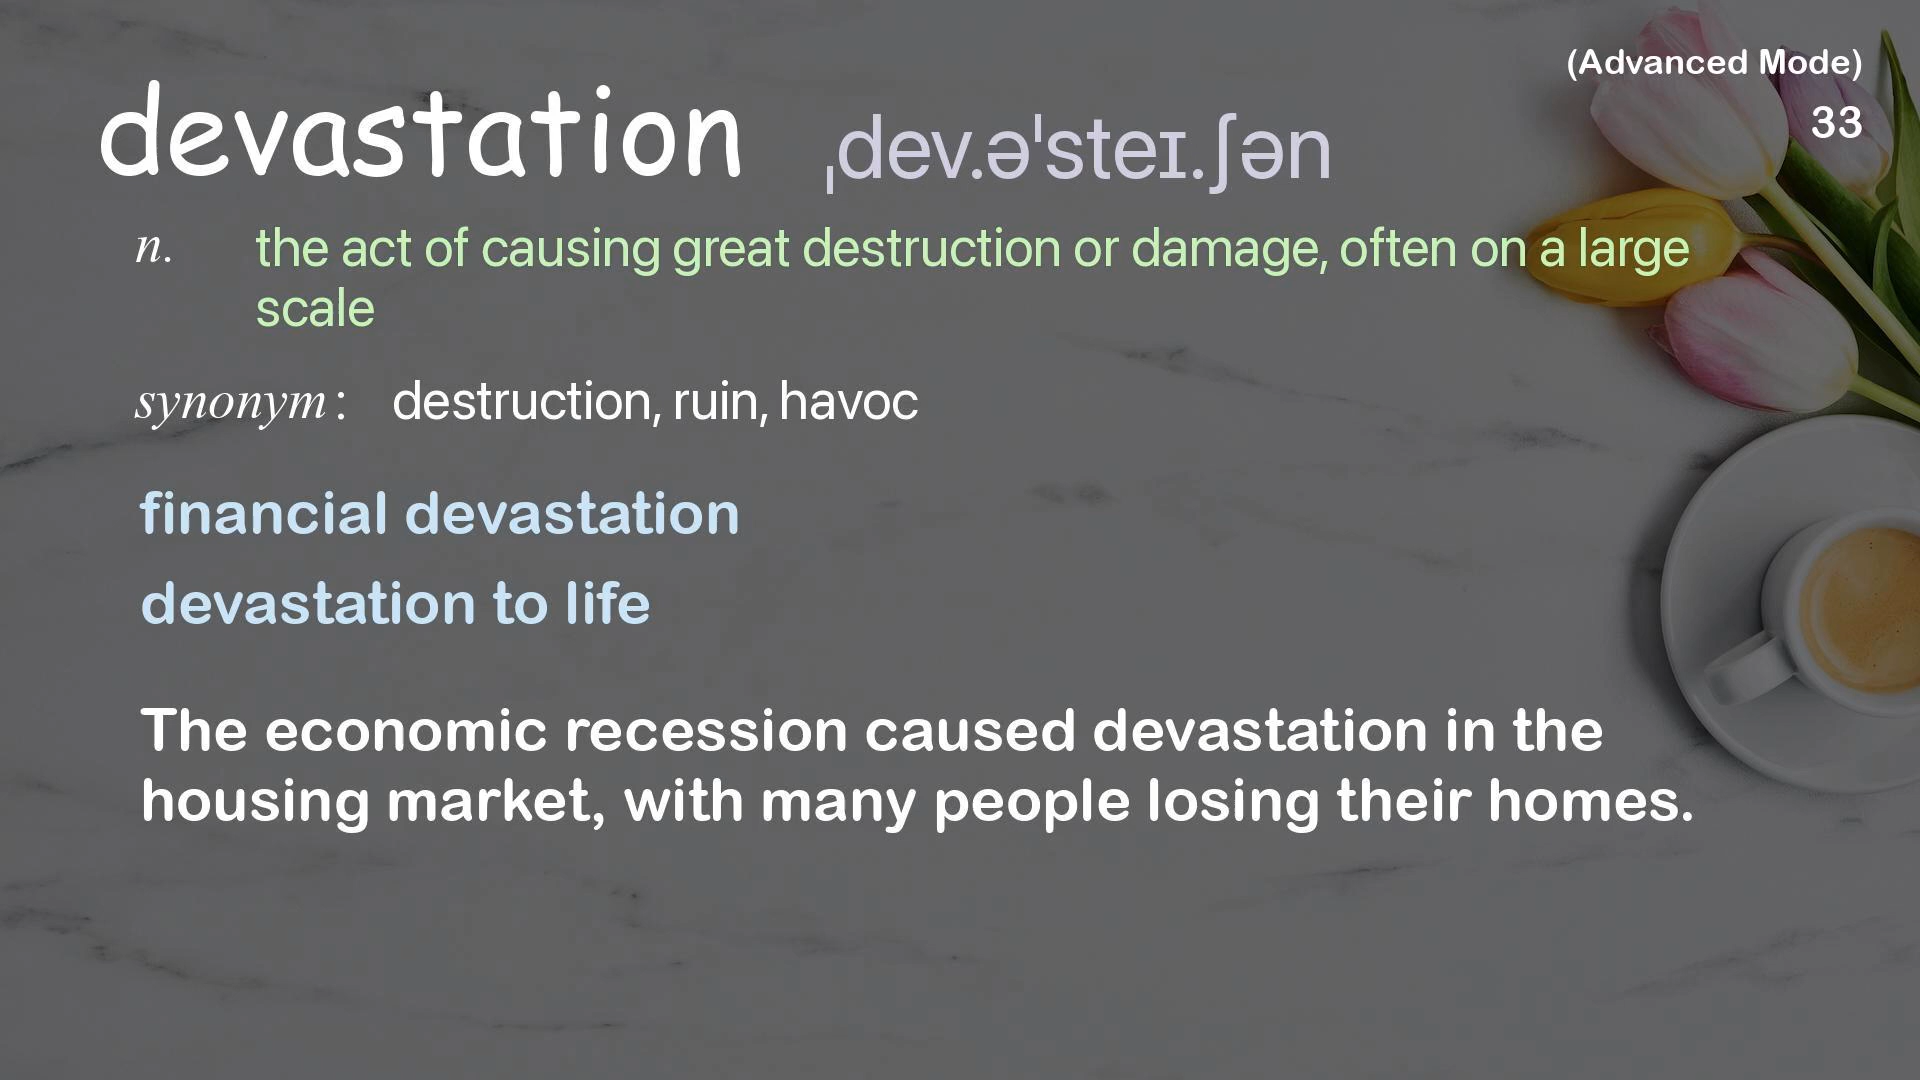 (Advanced Mode)
devastation ˌdev.əˈsteɪ.ʃən
33
n. the act of causing great destruction or damage, often on a large
scale
synonym: destruction, ruin, havoc
financial devastation
devastation to life
The economic recession caused devastation in the
housing market, with many people losing their homes.